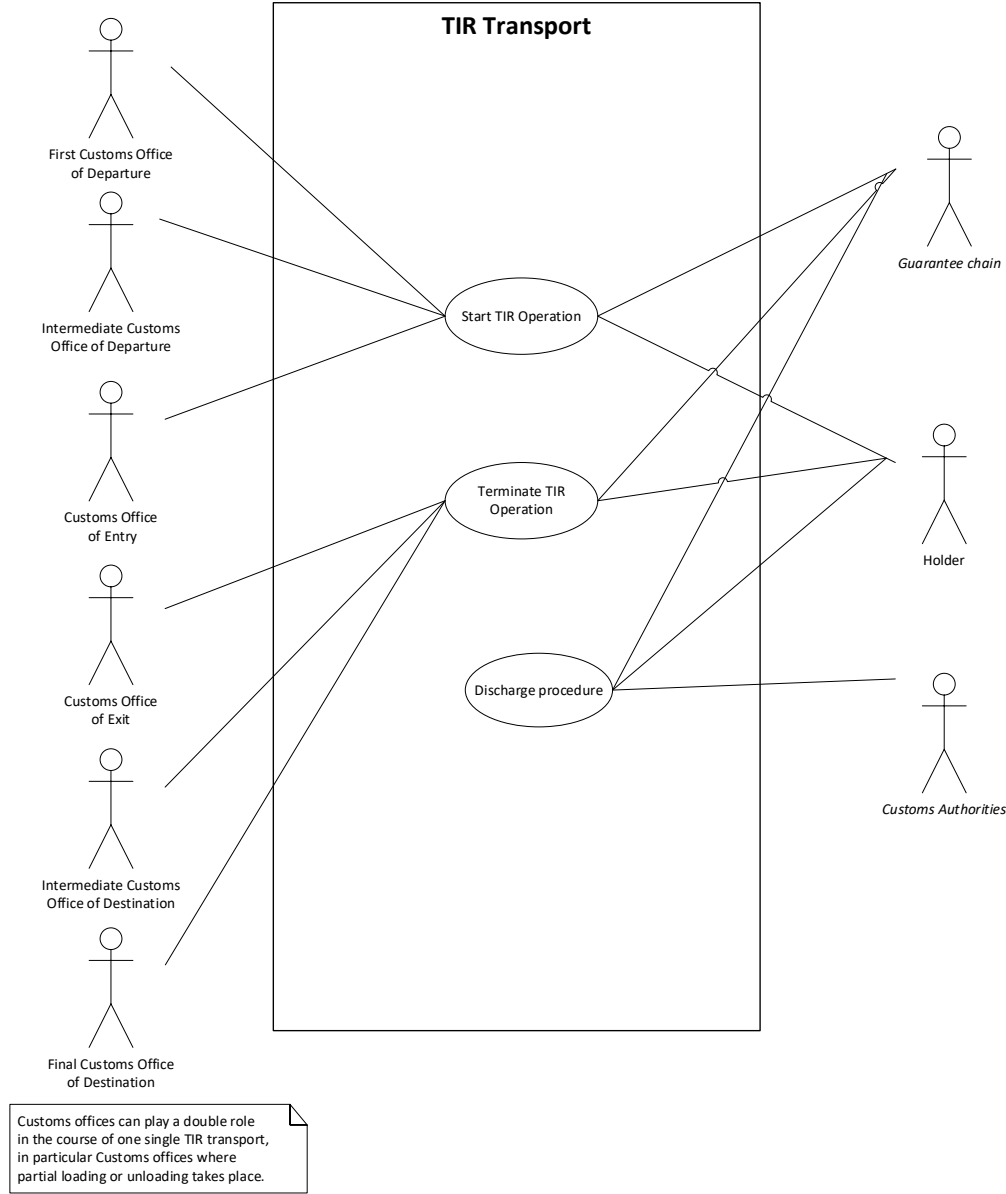 TIR Transport
First Customs Office
of Departure
Intermediate Customs
Office of Departure
Customs Office
of Entry
Customs Office
of Exit
Intermediate Customs
Office of Destination
Final Customs Office
of Destination
Start TIR Operation
Terminate TIR
Operation
Discharge procedure
Guarantee chain
Holder
Customs Authorities
Customs offices can play a double role
in the course of one single TIR transport,
in particular Customs offices where
partial loading or unloading takes place.